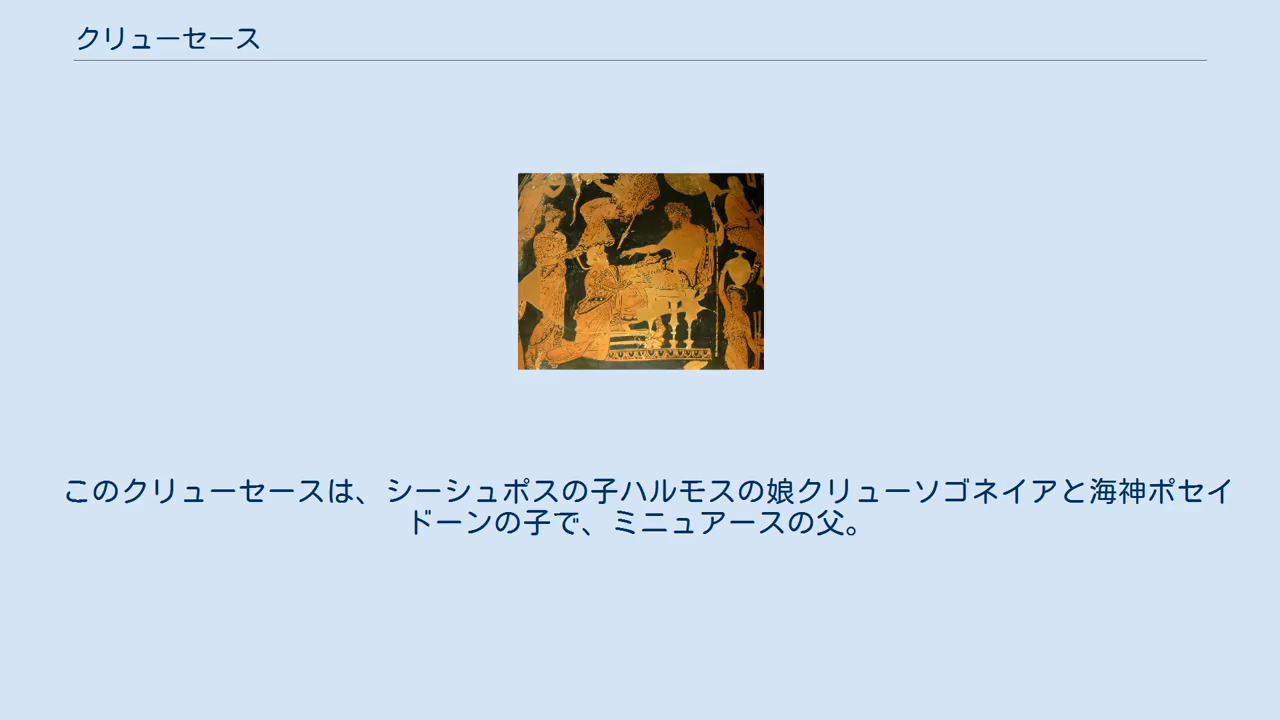 クリューセース
このクリューセースは、シーシュポスの子ハルモスの娘クリューソゴネイアと海神ポセイ
ドーンの子で、ミニュアースの父。